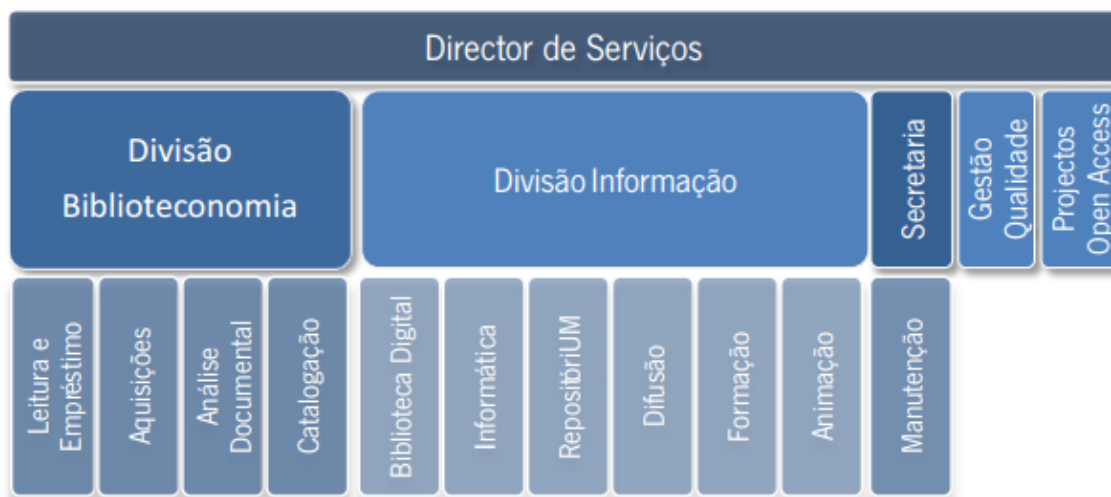 Director de Serviços
Divisão
Biblioteconomia
Divisão Informação
Secretaria
Gestão
Qualidade
Projectos
Open Access
Leitura e
Empréstimo
Aquisições
Análise
Documental
Catalogação
Biblioteca Digital
Informática
RepositóriUM
Difusão
Formação
Animação
Manutenção